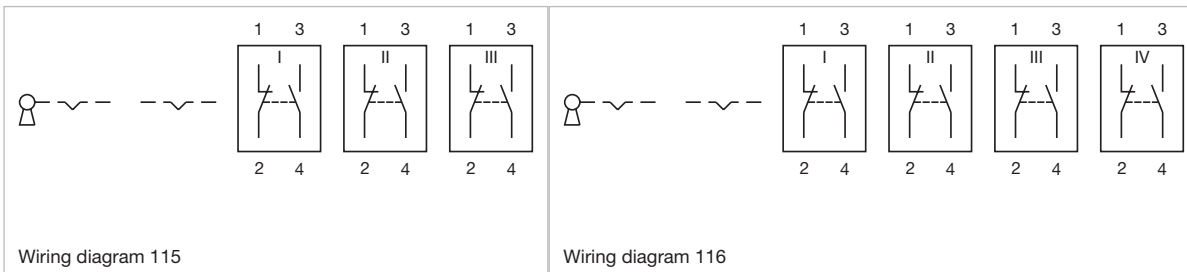 1 3 1 3 1 3 1 3 1 3 1 3 1 3
I II III I II III IV
2 4 2 4 2 4 2 4 2 4 2 4 2 4
Wiring diagram 115
Wiring diagram 116